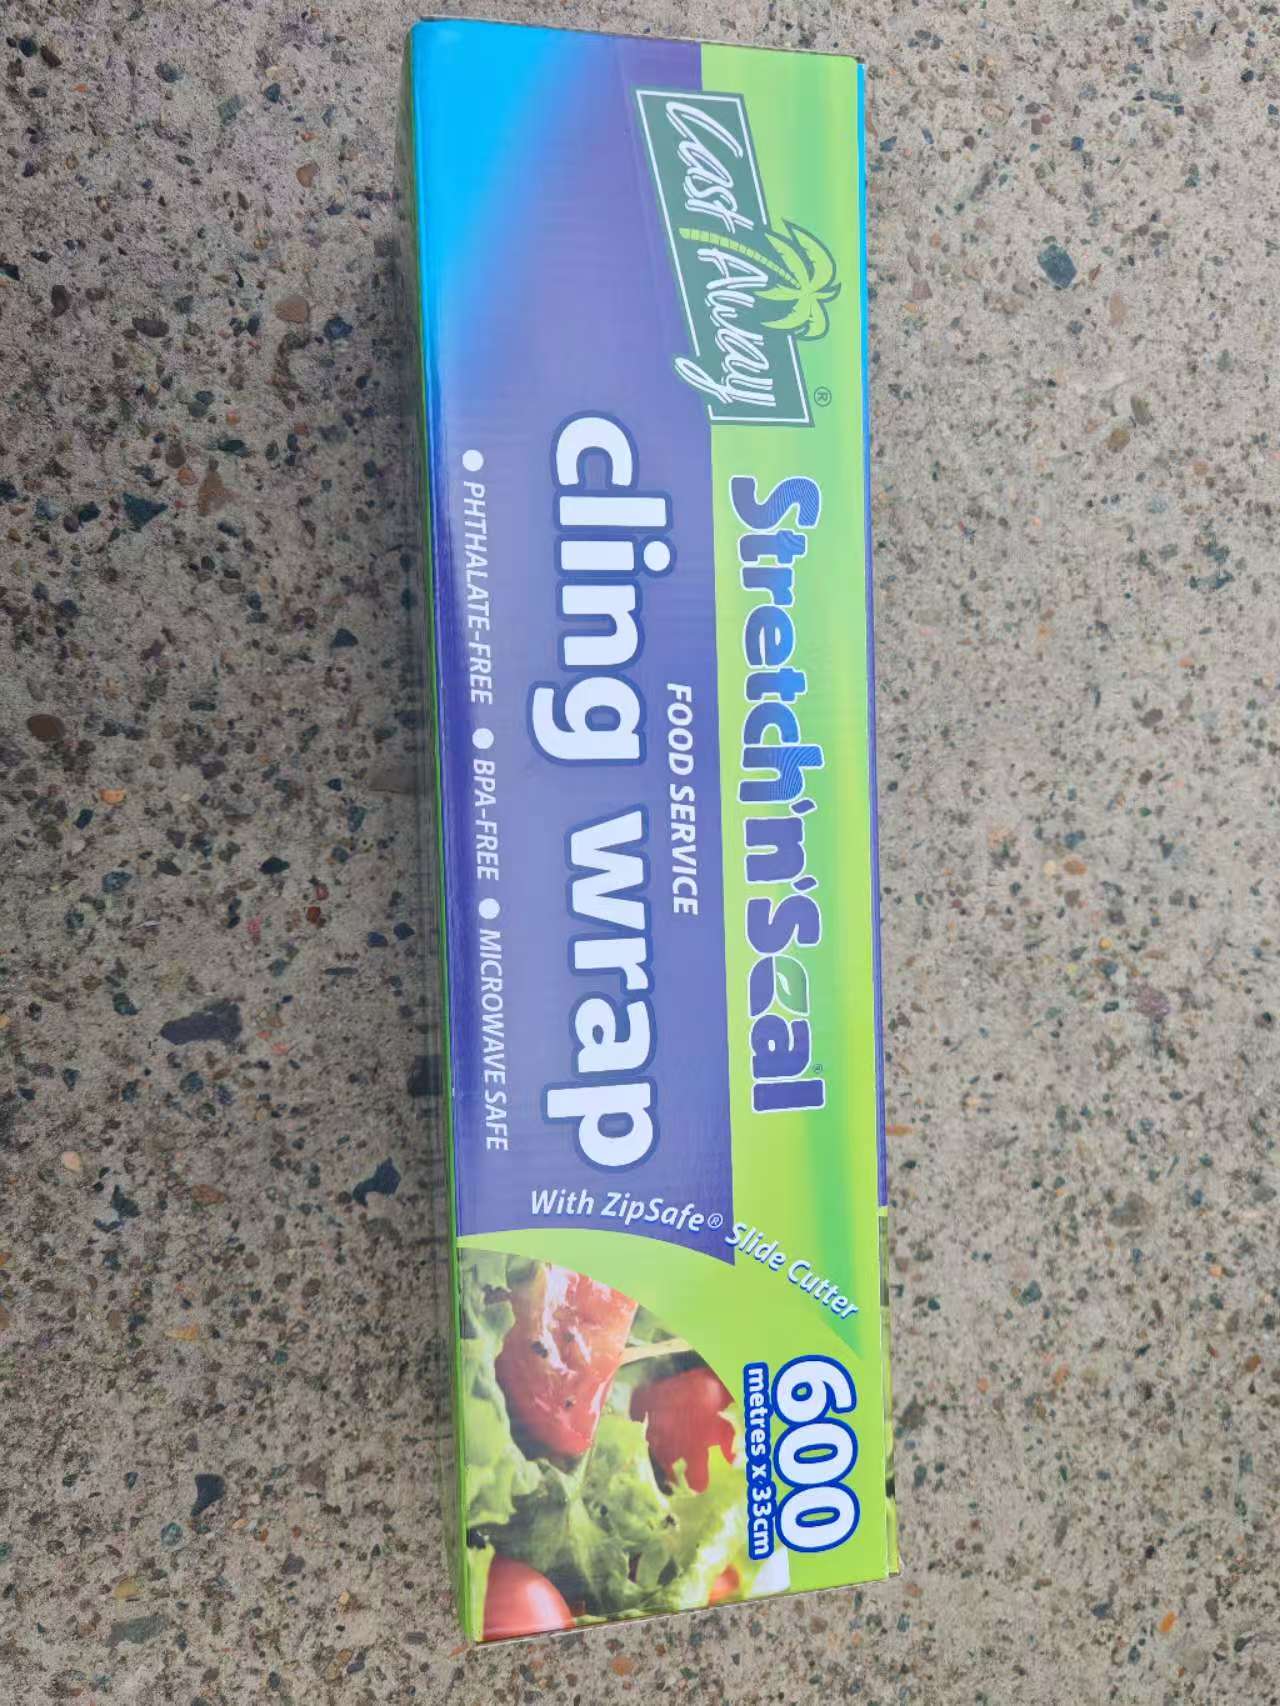 Cast Away®
Stretch'n'Seal®
FOOD SERVICE
cling wrap
● PHTHALATE-FREE ● BPA-FREE ● MICROWAVE SAFE
With ZipSafe® Slide Cutter
600
metres x 33cm